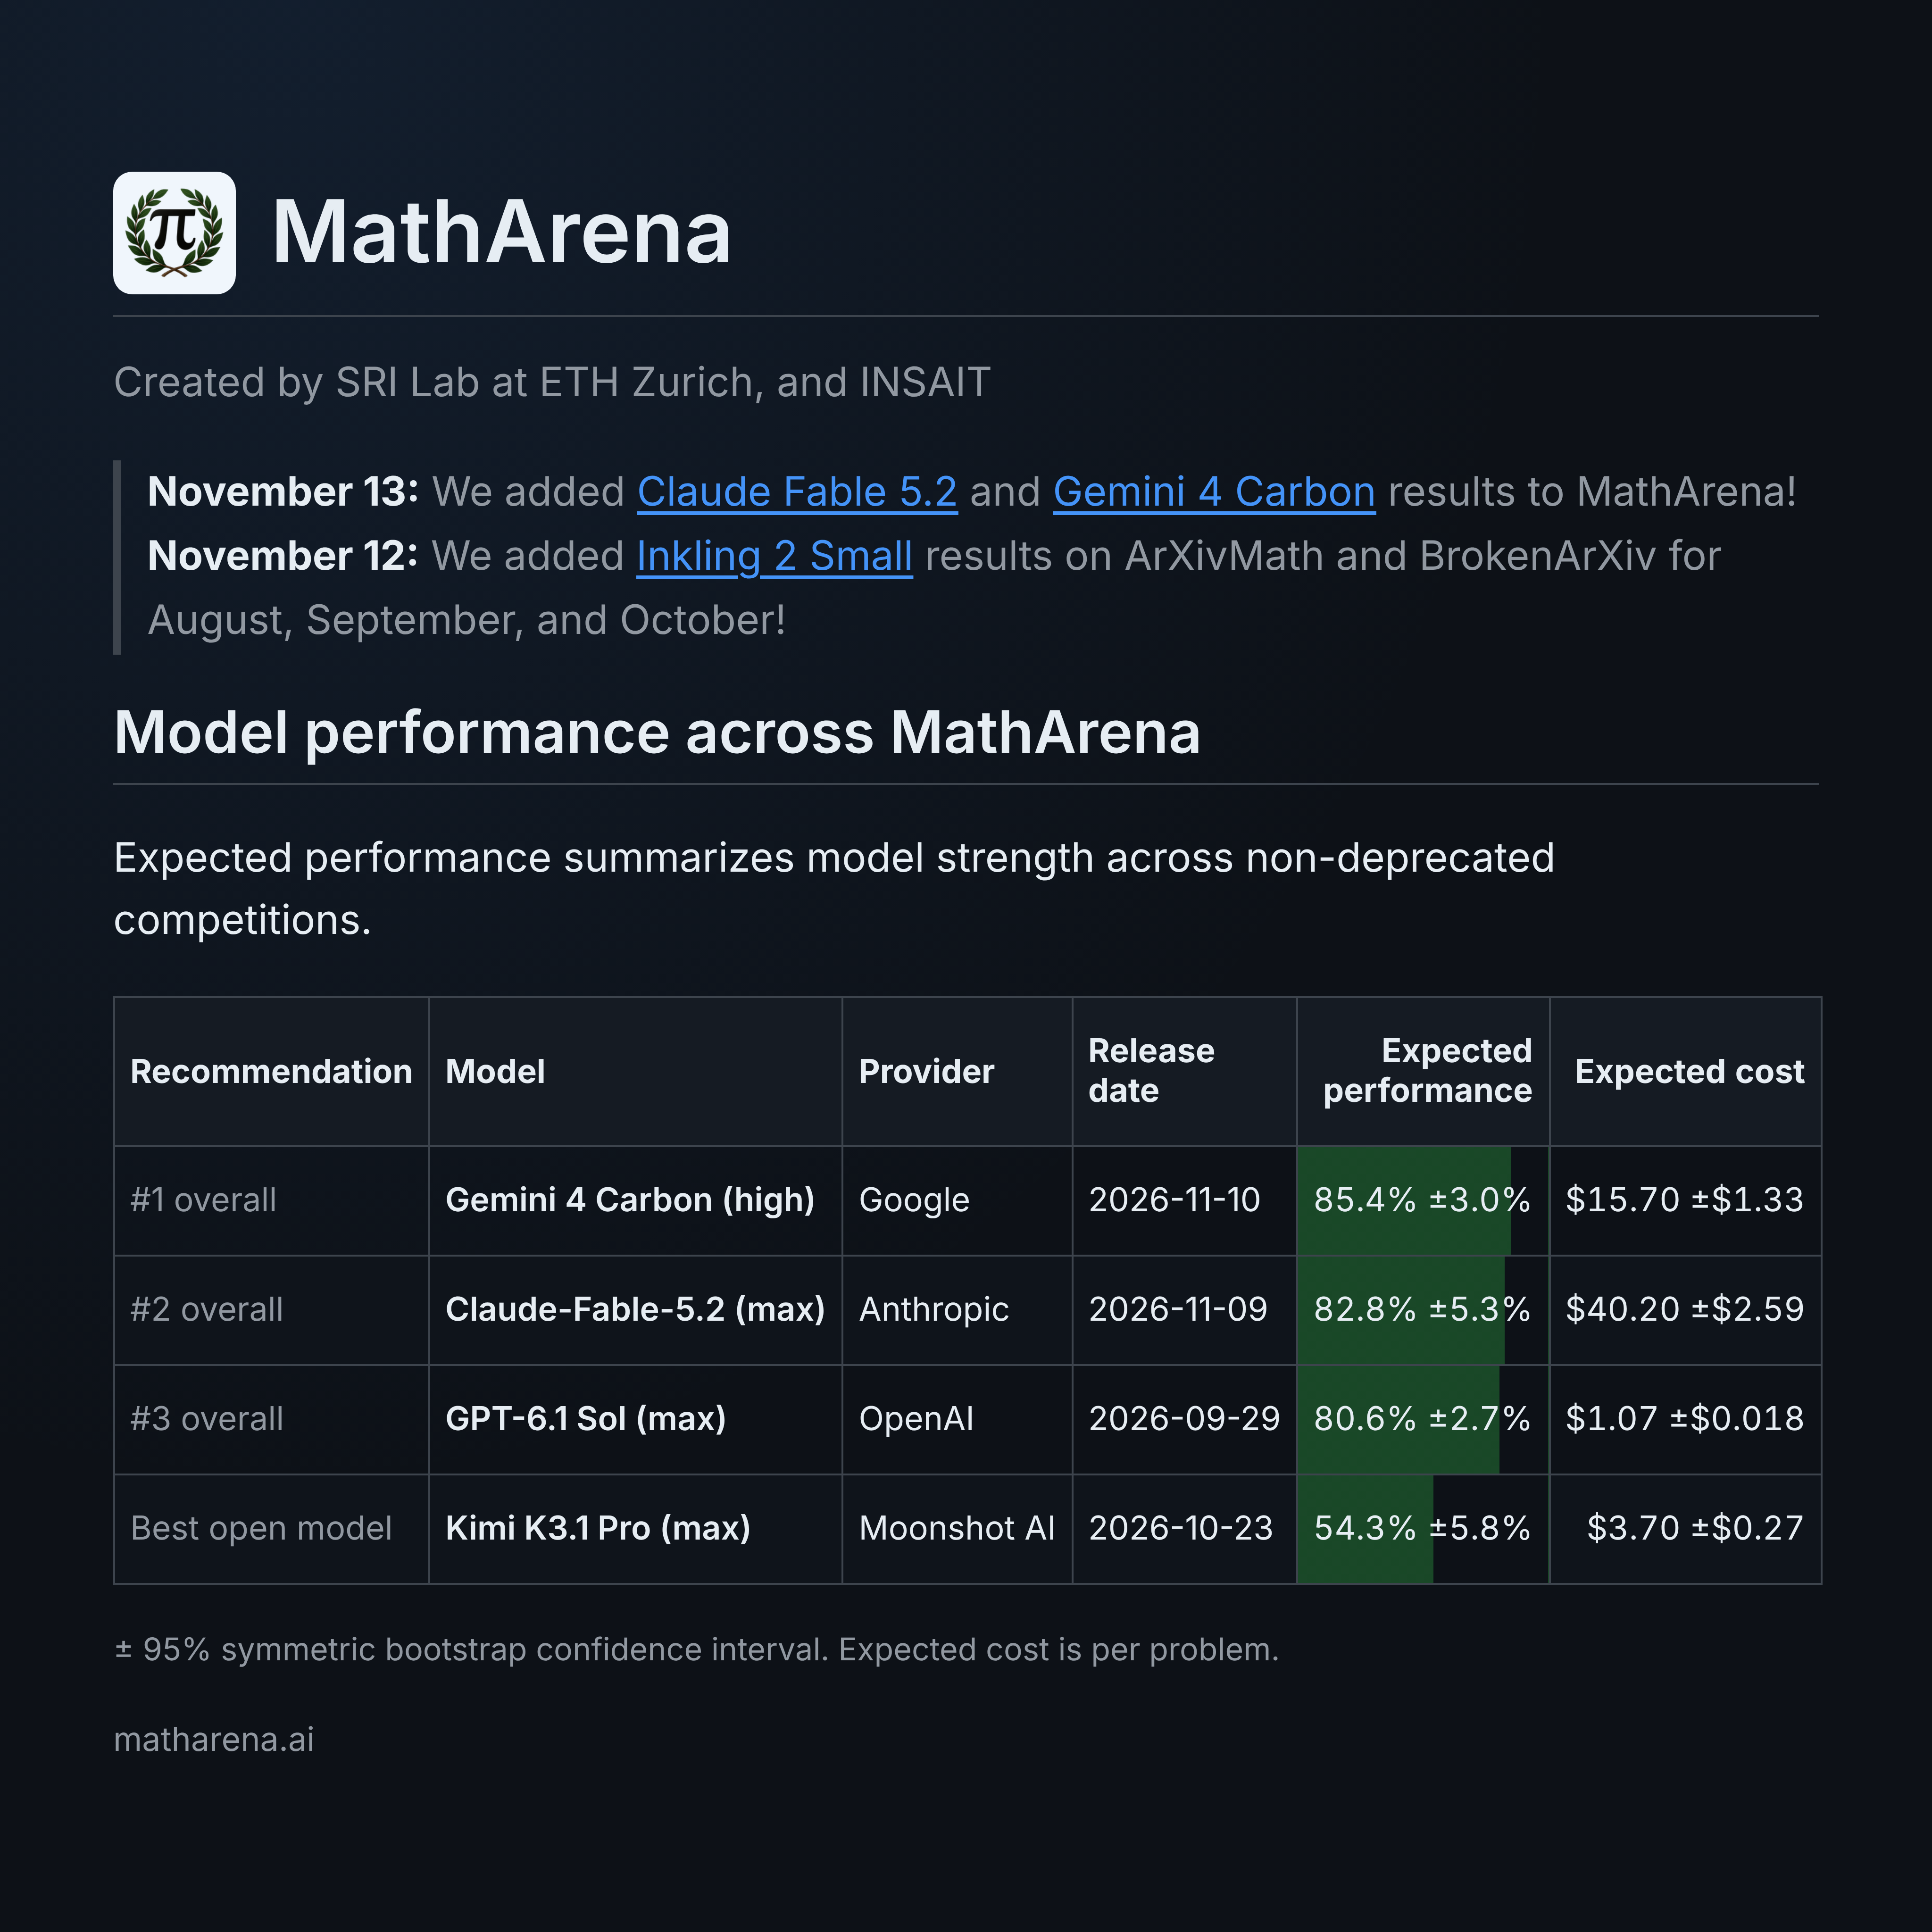 π
MathArena
Created by SRI Lab at ETH Zurich, and INSAIT
November 13: We added Claude Fable 5.2 and Gemini 4 Carbon results to MathArena!
November 12: We added Inkling 2 Small results on ArXivMath and BrokenArXiv for
August, September, and October!
Model performance across MathArena
Expected performance summarizes model strength across non-deprecated
competitions.
Recommendation Model Provider Release date Expected performance Expected cost
#1 overall Gemini 4 Carbon (high) Google 2026-11-10 85.4% ±3.0% $15.70 ±$1.33
#2 overall Claude-Fable-5.2 (max) Anthropic 2026-11-09 82.8% ±5.3% $40.20 ±$2.59
#3 overall GPT-6.1 Sol (max) OpenAI 2026-09-29 80.6% ±2.7% $1.07 ±$0.018
Best open model Kimi K3.1 Pro (max) Moonshot AI 2026-10-23 54.3% ±5.8% $3.70 ±$0.27
± 95% symmetric bootstrap confidence interval. Expected cost is per problem.
matharena.ai